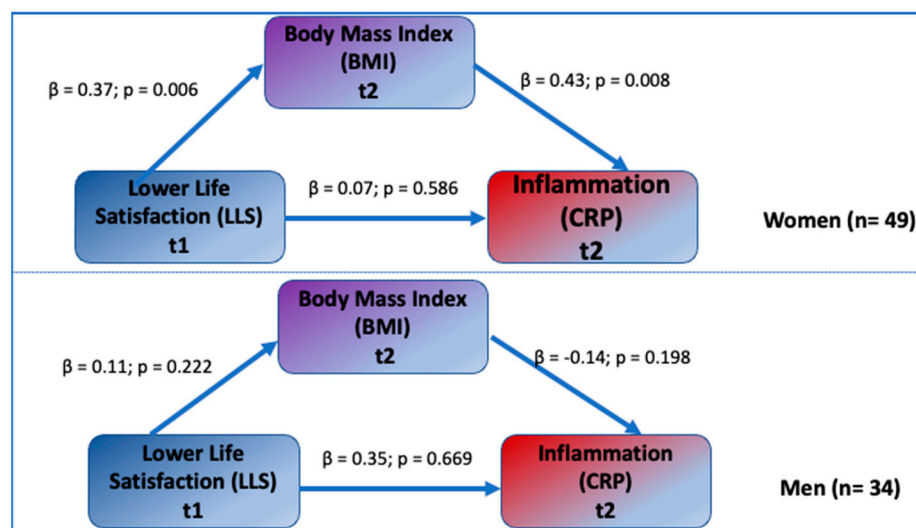 Body Mass Index
(BMI)
t2
β = 0.37; p = 0.006
β = 0.43; p = 0.008
Lower Life
Satisfaction (LLS)
t1
β = 0.07; p = 0.586
Inflammation
(CRP)
t2
Women (n= 49)
Body Mass Index
(BMI)
t2
β = 0.11; p = 0.222
β = -0.14; p = 0.198
Lower Life
Satisfaction (LLS)
t1
β = 0.35; p = 0.669
Inflammation
(CRP)
t2
Men (n= 34)